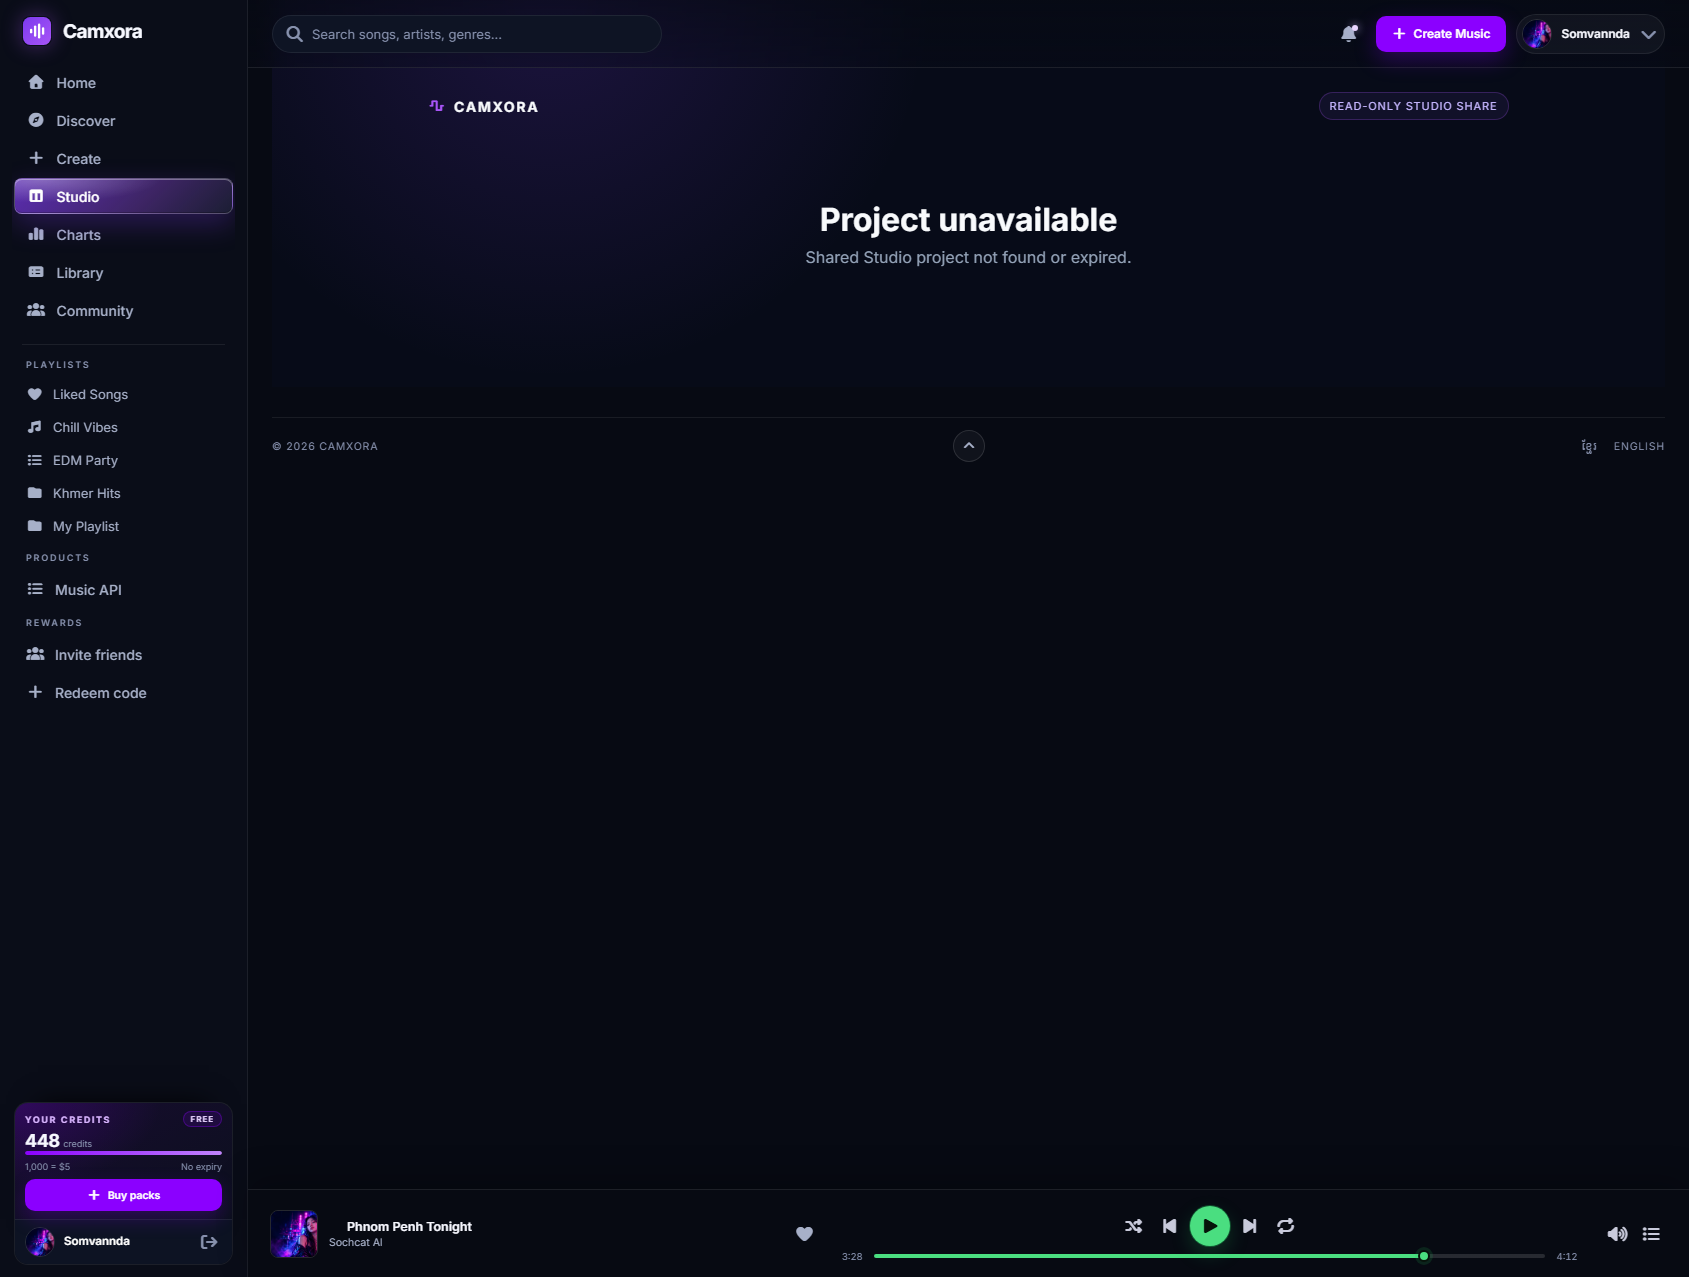 Camxora
Search songs, artists, genres...
Create Music
Somvannda
Home
Discover
Create
Studio
Charts
Library
Community
PLAYLISTS
Liked Songs
Chill Vibes
EDM Party
Khmer Hits
My Playlist
PRODUCTS
Music API
REWARDS
Invite friends
Redeem code
CAMXORA
READ-ONLY STUDIO SHARE
Project unavailable
Shared Studio project not found or expired.
© 2026 CAMXORA
ខ្មែរ
ENGLISH
YOUR CREDITS
FREE
448 credits
1,000 = $5
No expiry
Buy packs
Somvannda
Phnom Penh Tonight
Sochcat AI
3:28
4:12